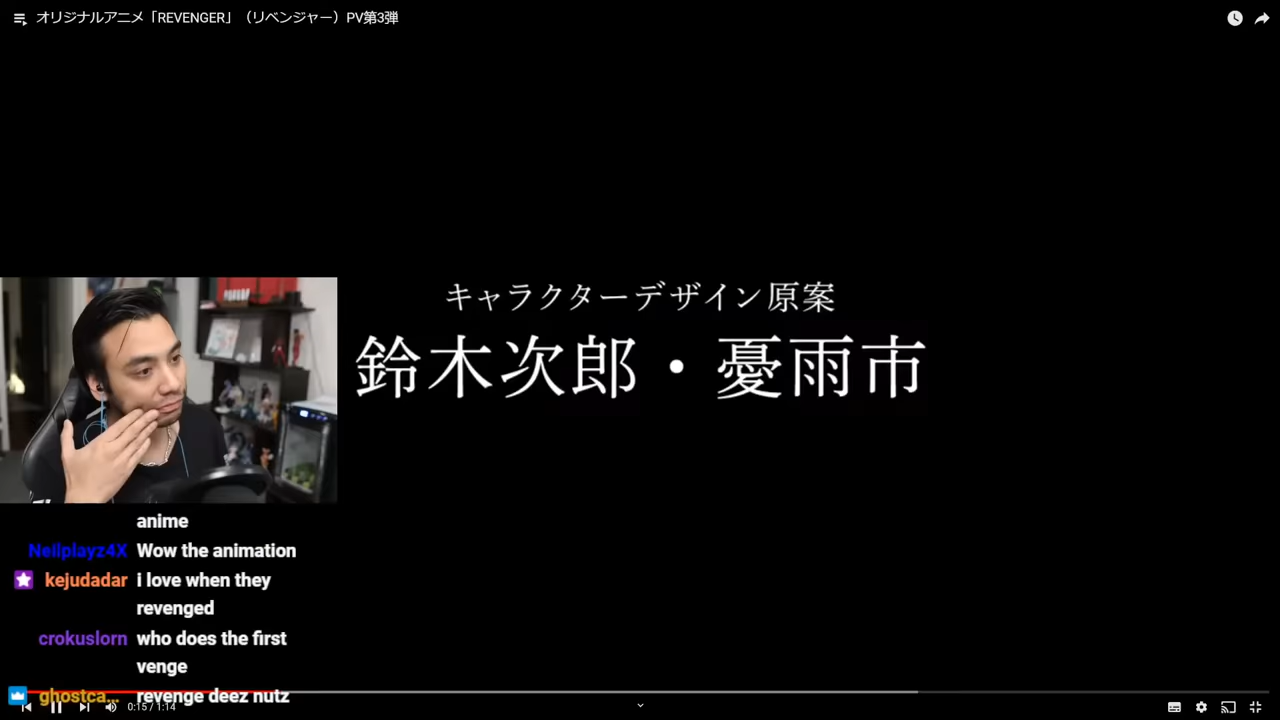 オリジナルアニメ「REVENGER」（リベンジャー）PV第3弾
キャラクターデザイン原案
鈴木次郎・憂雨市
anime
Neilplayz4X Wow the animation
kejudadar i love when they
revenged
crokuslorn who does the first
venge
ghostca... revenge deez nutz
0:15 / 1:14